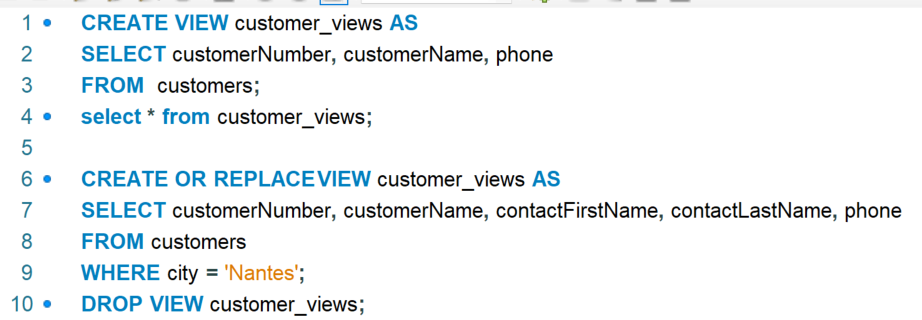 1 CREATE VIEW customer_views AS
2 SELECT customerNumber, customerName, phone
3 FROM  customers;
4 select * from customer_views;
5
6 CREATE OR REPLACEVIEW customer_views AS
7 SELECT customerNumber, customerName, contactFirstName, contactLastName, phone
8 FROM customers
9 WHERE city = 'Nantes';
10 DROP VIEW customer_views;